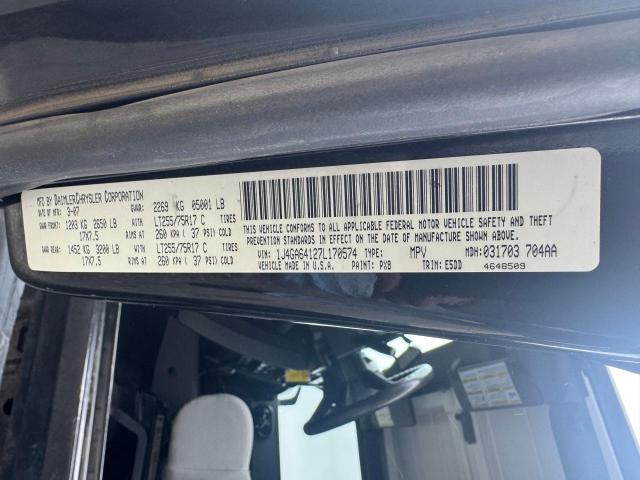 MFD BY DAIMLERCHRYSLER CORPORATION
DATE OF MFR: 3-07 GVWR: 2269 KG 05001 LB
GAWR FRONT: 1203 KG 2650 LB WITH LT255/75R17 C TIRES
17X7.5 RIMS AT 260 KPA ( 37 PSI) COLD
GAWR REAR: 1452 KG 3200 LB WITH LT255/75R17 C TIRES
17X7.5 RIMS AT 260 KPA ( 37 PSI) COLD
THIS VEHICLE CONFORMS TO ALL APPLICABLE FEDERAL MOTOR VEHICLE SAFETY AND THEFT
PREVENTION STANDARDS IN EFFECT ON THE DATE OF MANUFACTURE SHOWN ABOVE.
VIN: 1J4GA64127L170574 TYPE: MPV MDH: 031703 704AA
VEHICLE MADE IN U.S.A. PAINT: PX8 TRIM: E5DD 4648509